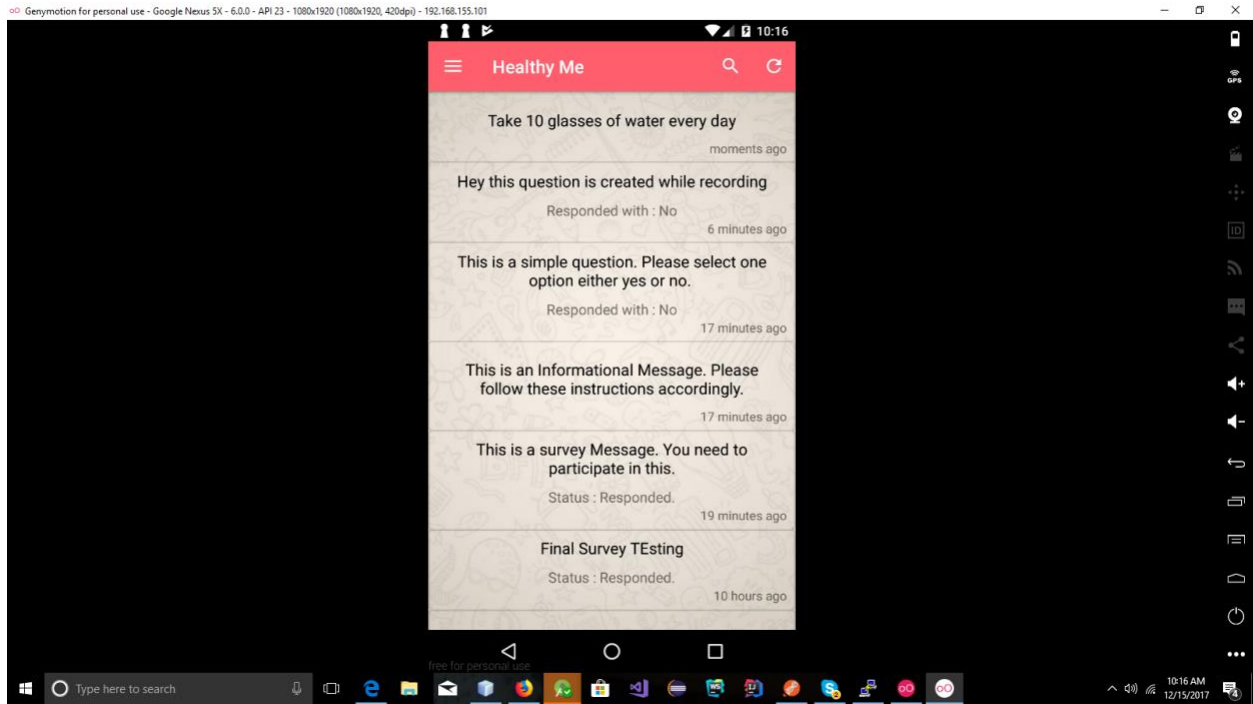 Genymotion for personal use - Google Nexus 5X - 6.0.0 - API 23 - 1080x1920 (1080x1920, 420dpi) - 192.168.155.101
10:16
Healthy Me
Take 10 glasses of water every day
moments ago
Hey this question is created while recording
Responded with : No
6 minutes ago
This is a simple question. Please select one
option either yes or no.
Responded with : No
17 minutes ago
This is an Informational Message. Please
follow these instructions accordingly.
17 minutes ago
This is a survey Message. You need to
participate in this.
Status : Responded.
19 minutes ago
Final Survey TEsting
Status : Responded.
10 hours ago
free for personal use
GPS
ID
Type here to search
10:16 AM
12/15/2017
4